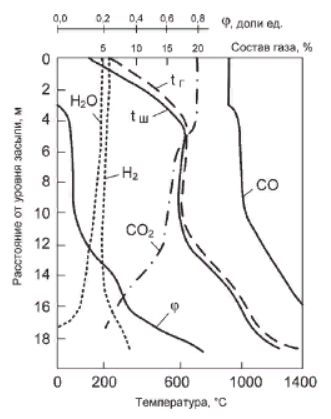 0,0 0,2 0,4 0,6 0,8 φ, доли ед.
5 10 15 20 Состав газа, %
Расстояние от уровня засыпи, м
0
2
4
6
8
10
12
14
16
18
H₂O
H₂
t г
t ш
CO₂
CO
φ
0 200 600 1000 1400
Температура, °C